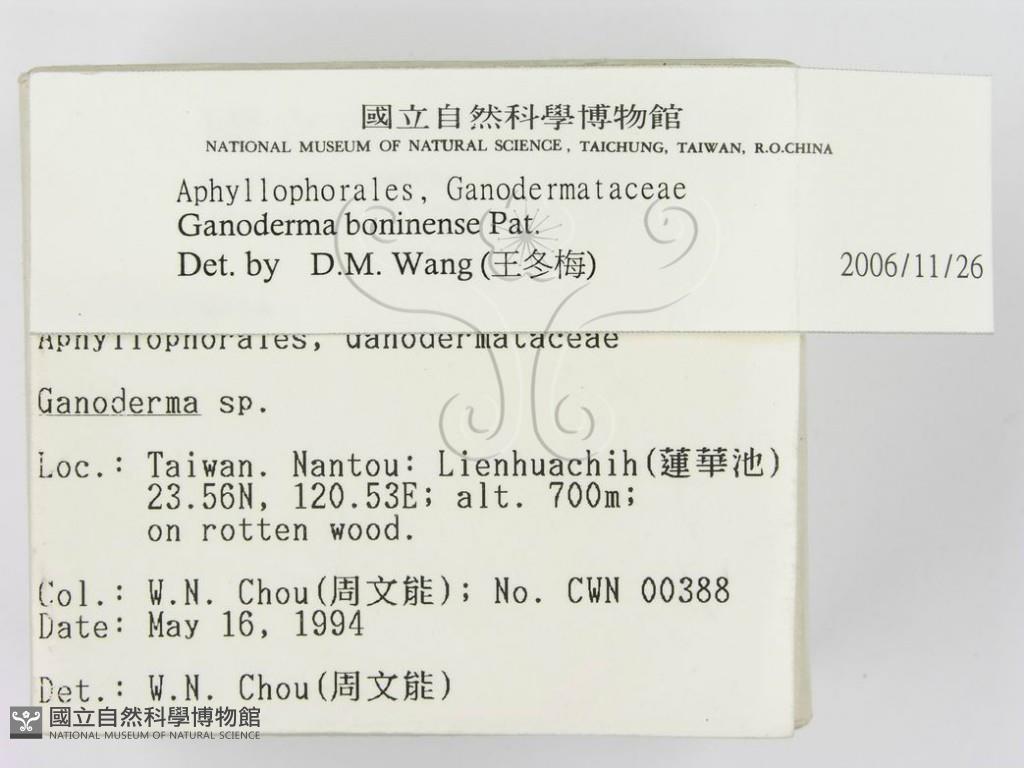 國立自然科學博物館
NATIONAL MUSEUM OF NATURAL SCIENCE, TAICHUNG, TAIWAN, R.O.CHINA
Aphyllophorales, Ganodermataceae
Ganoderma boninense Pat.
Det. by D.M. Wang (王冬梅) 2006/11/26
Aphyllophorales, Ganodermataceae
Ganoderma sp.
Loc.: Taiwan. Nantou: Lienhuachih(蓮華池)
23.56N, 120.53E; alt. 700m;
on rotten wood.
Col.: W.N. Chou(周文能); No. CWN 00388
Date: May 16, 1994
Det.: W.N. Chou(周文能)
國立自然科學博物館
NATIONAL MUSEUM OF NATURAL SCIENCE